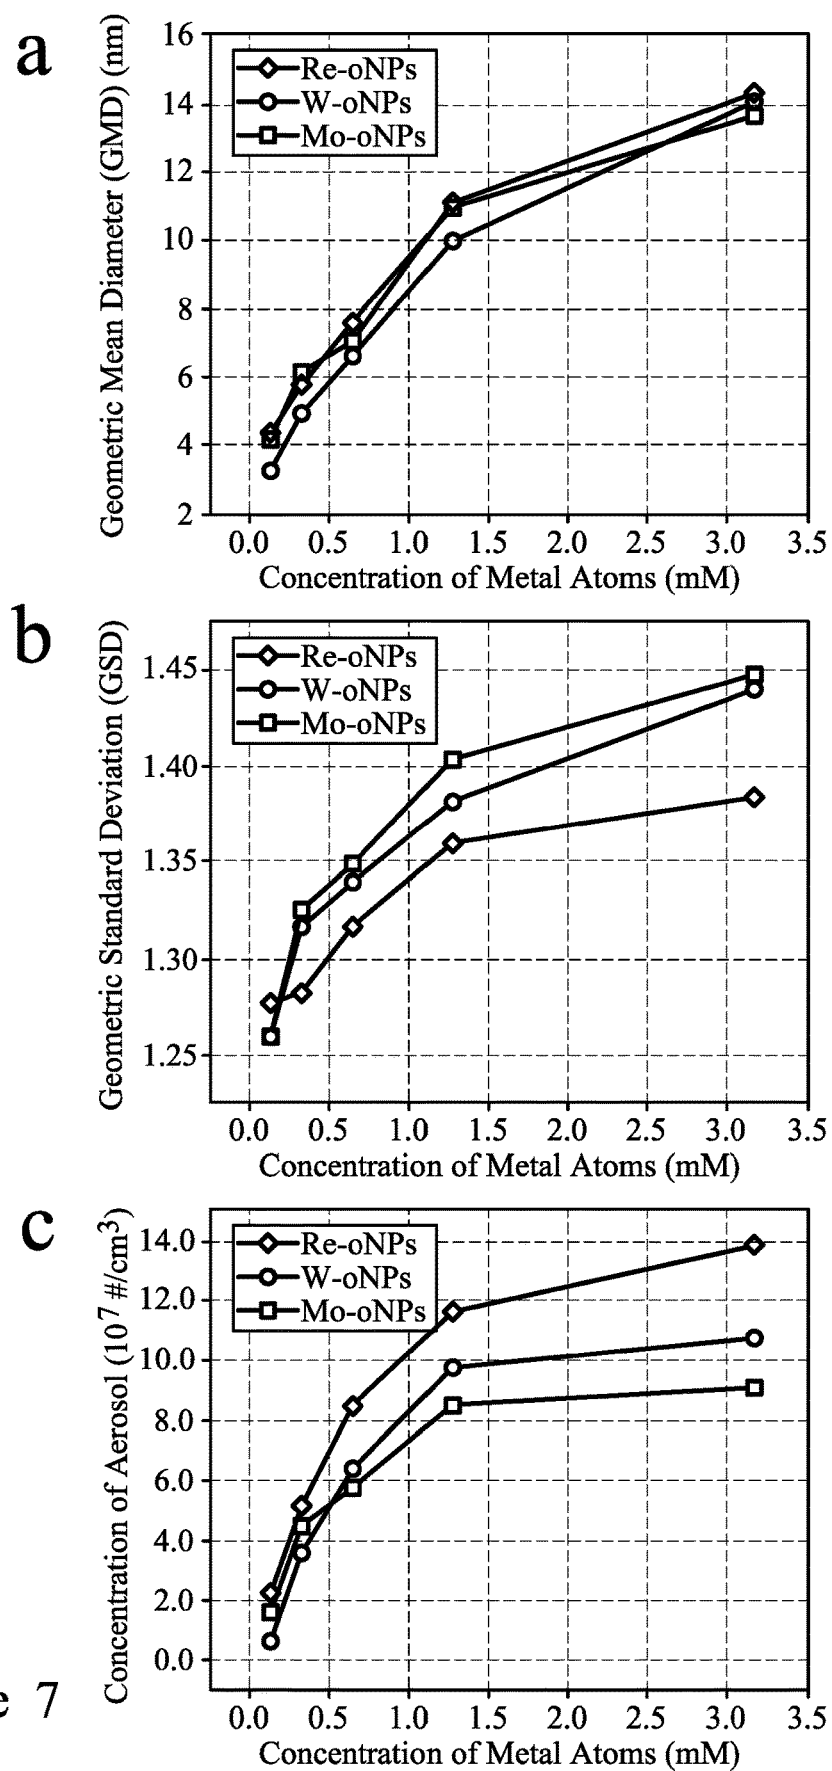 a
Geometric Mean Diameter (GMD) (nm)
16
14
12
10
8
6
4
2
Re-oNPs
W-oNPs
Mo-oNPs
0.0 0.5 1.0 1.5 2.0 2.5 3.0 3.5
Concentration of Metal Atoms (mM)
b
Geometric Standard Deviation (GSD)
1.45
1.40
1.35
1.30
1.25
Re-oNPs
W-oNPs
Mo-oNPs
0.0 0.5 1.0 1.5 2.0 2.5 3.0 3.5
Concentration of Metal Atoms (mM)
c
Concentration of Aerosol (10⁷ #/cm³)
14.0
12.0
10.0
8.0
6.0
4.0
2.0
0.0
Re-oNPs
W-oNPs
Mo-oNPs
0.0 0.5 1.0 1.5 2.0 2.5 3.0 3.5
Concentration of Metal Atoms (mM)
e 7